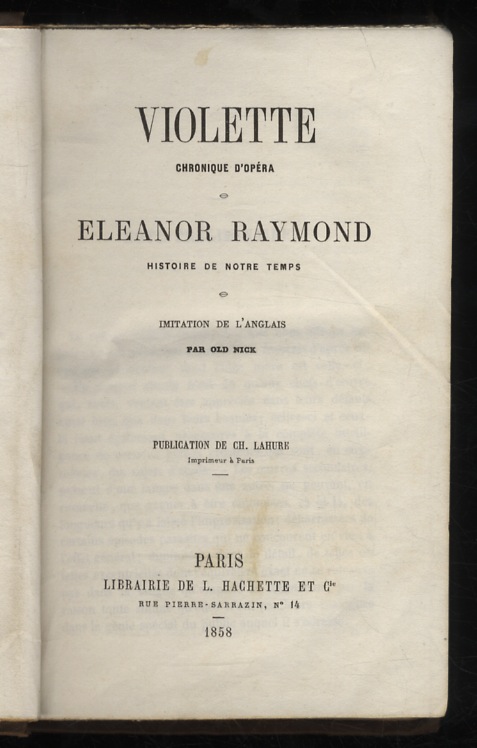 VIOLETTE
CHRONIQUE D'OPÉRA
ELEANOR RAYMOND
HISTOIRE DE NOTRE TEMPS
IMITATION DE L'ANGLAIS
PAR OLD NICK
PUBLICATION DE CH. LAHURE
Imprimeur à Paris
PARIS
LIBRAIRIE DE L. HACHETTE ET Cie
RUE PIERRE-SARRAZIN, N° 14
1858